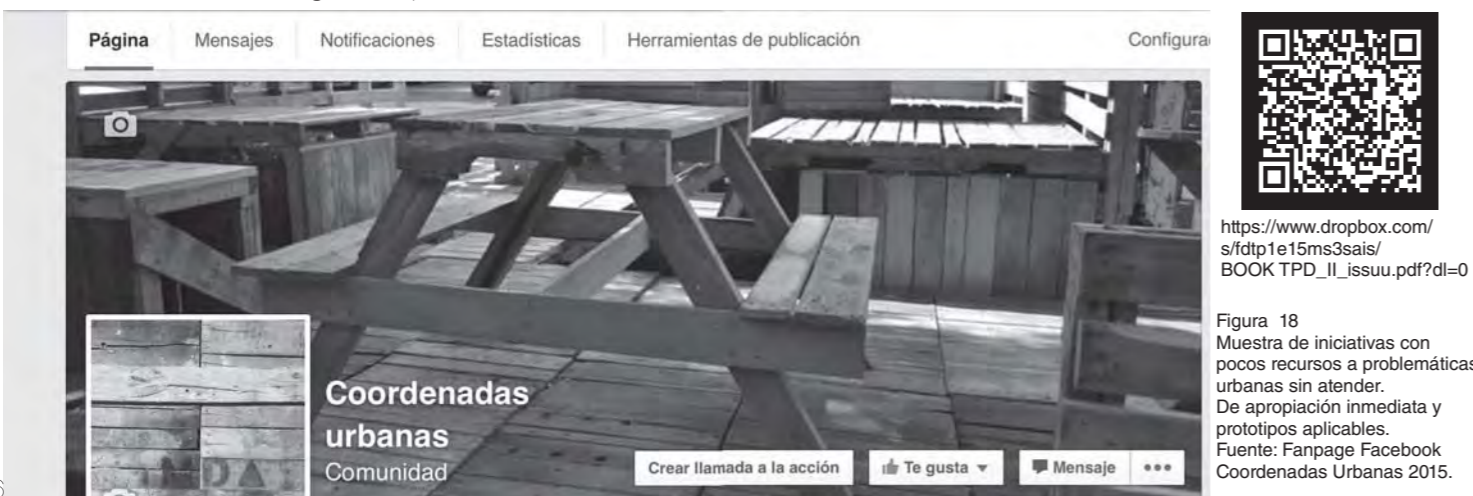 Página Mensajes Notificaciones Estadísticas Herramientas de publicación Configura
Coordenadas
urbanas
Comunidad
Crear llamada a la acción Te gusta Mensaje
https://www.dropbox.com/
s/fdtp1e15ms3sais/
BOOK TPD_II_issuu.pdf?dl=0
Figura 18
Muestra de iniciativas con
pocos recursos a problemáticas
urbanas sin atender.
De apropiación inmediata y
prototipos aplicables.
Fuente: Fanpage Facebook
Coordenadas Urbanas 2015.